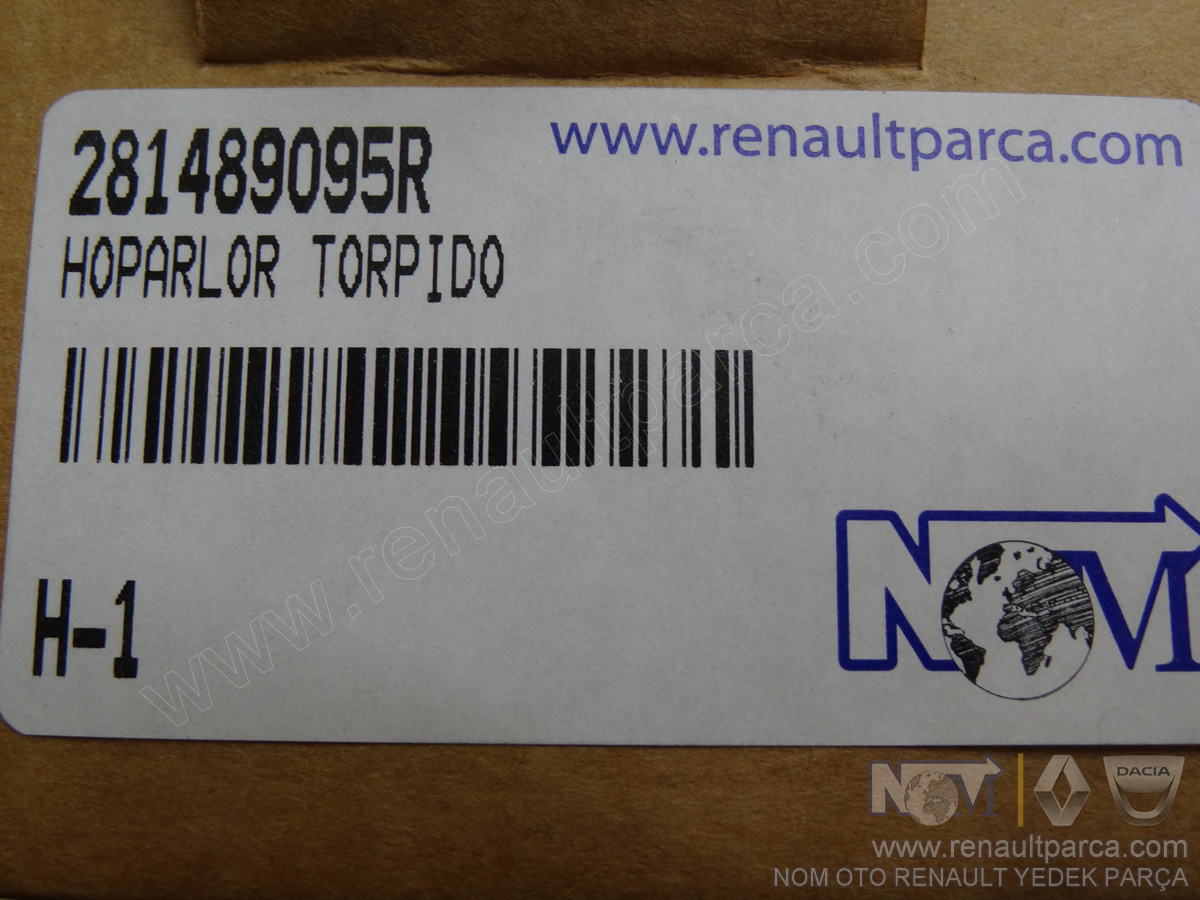 281489095R
www.renaultparca.com
HOPARLOR TORPIDO
www.renaultparca.com
H-1
NOM
NOM
DACIA
www.renaultparca.com
NOM OTO RENAULT YEDEK PARÇA